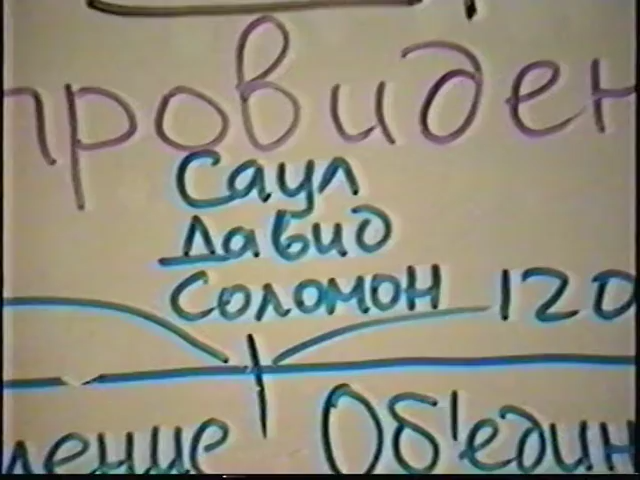 провиден
Саул
Давид
Соломон 120
ление Об'един